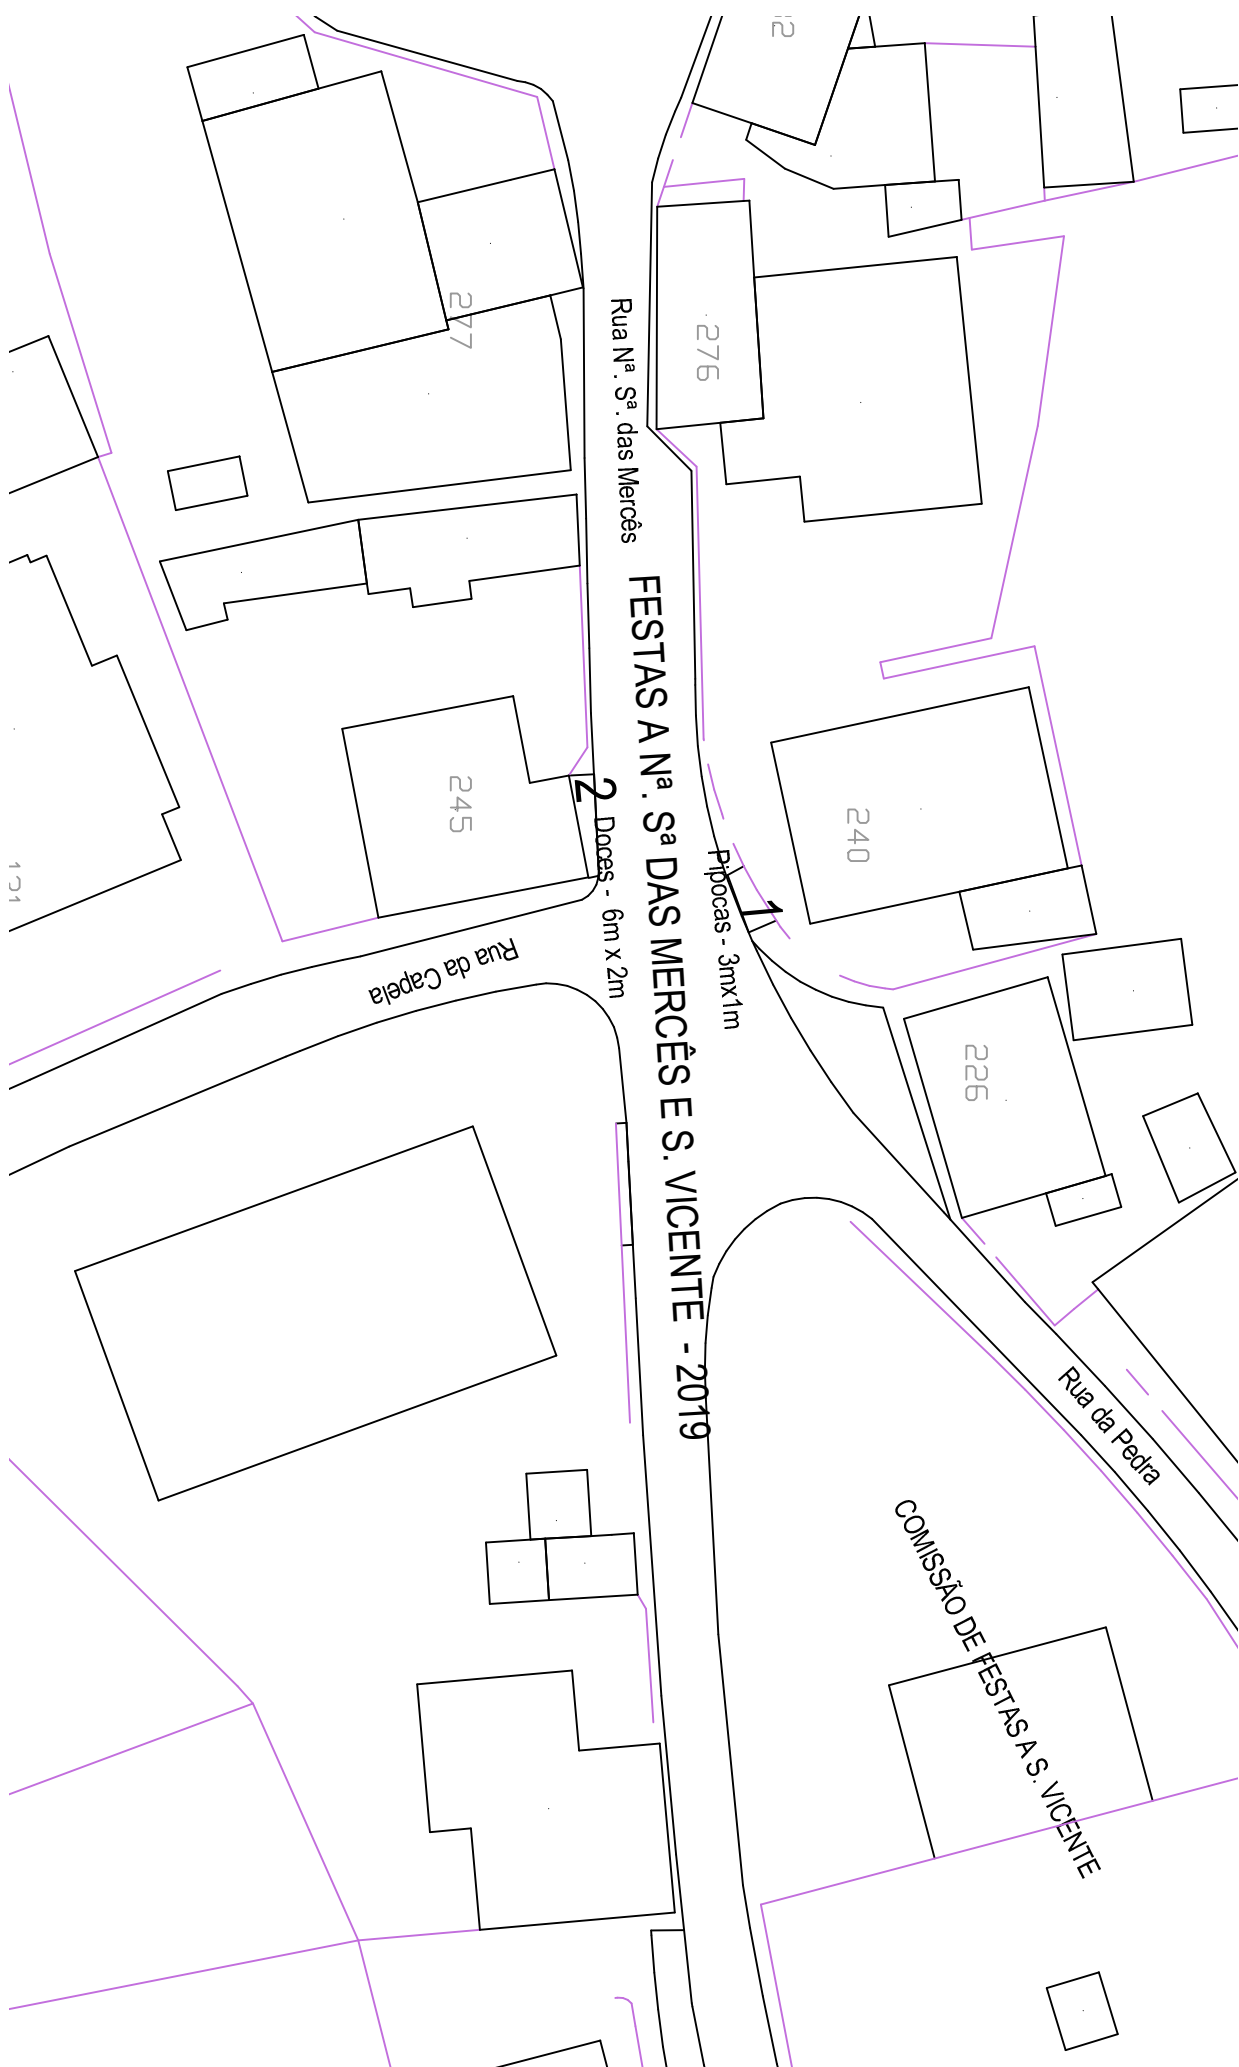 277
276
Rua Nª. Sª. das Mercês
FESTAS A Nª. Sª DAS MERCÊS E S. VICENTE - 2019
245
240
2
Doces - 6m x 2m
1
Pipocas - 3mx1m
121
Rua da Capela
226
Rua da Pedra
COMISSÃO DE FESTAS A S. VICENTE